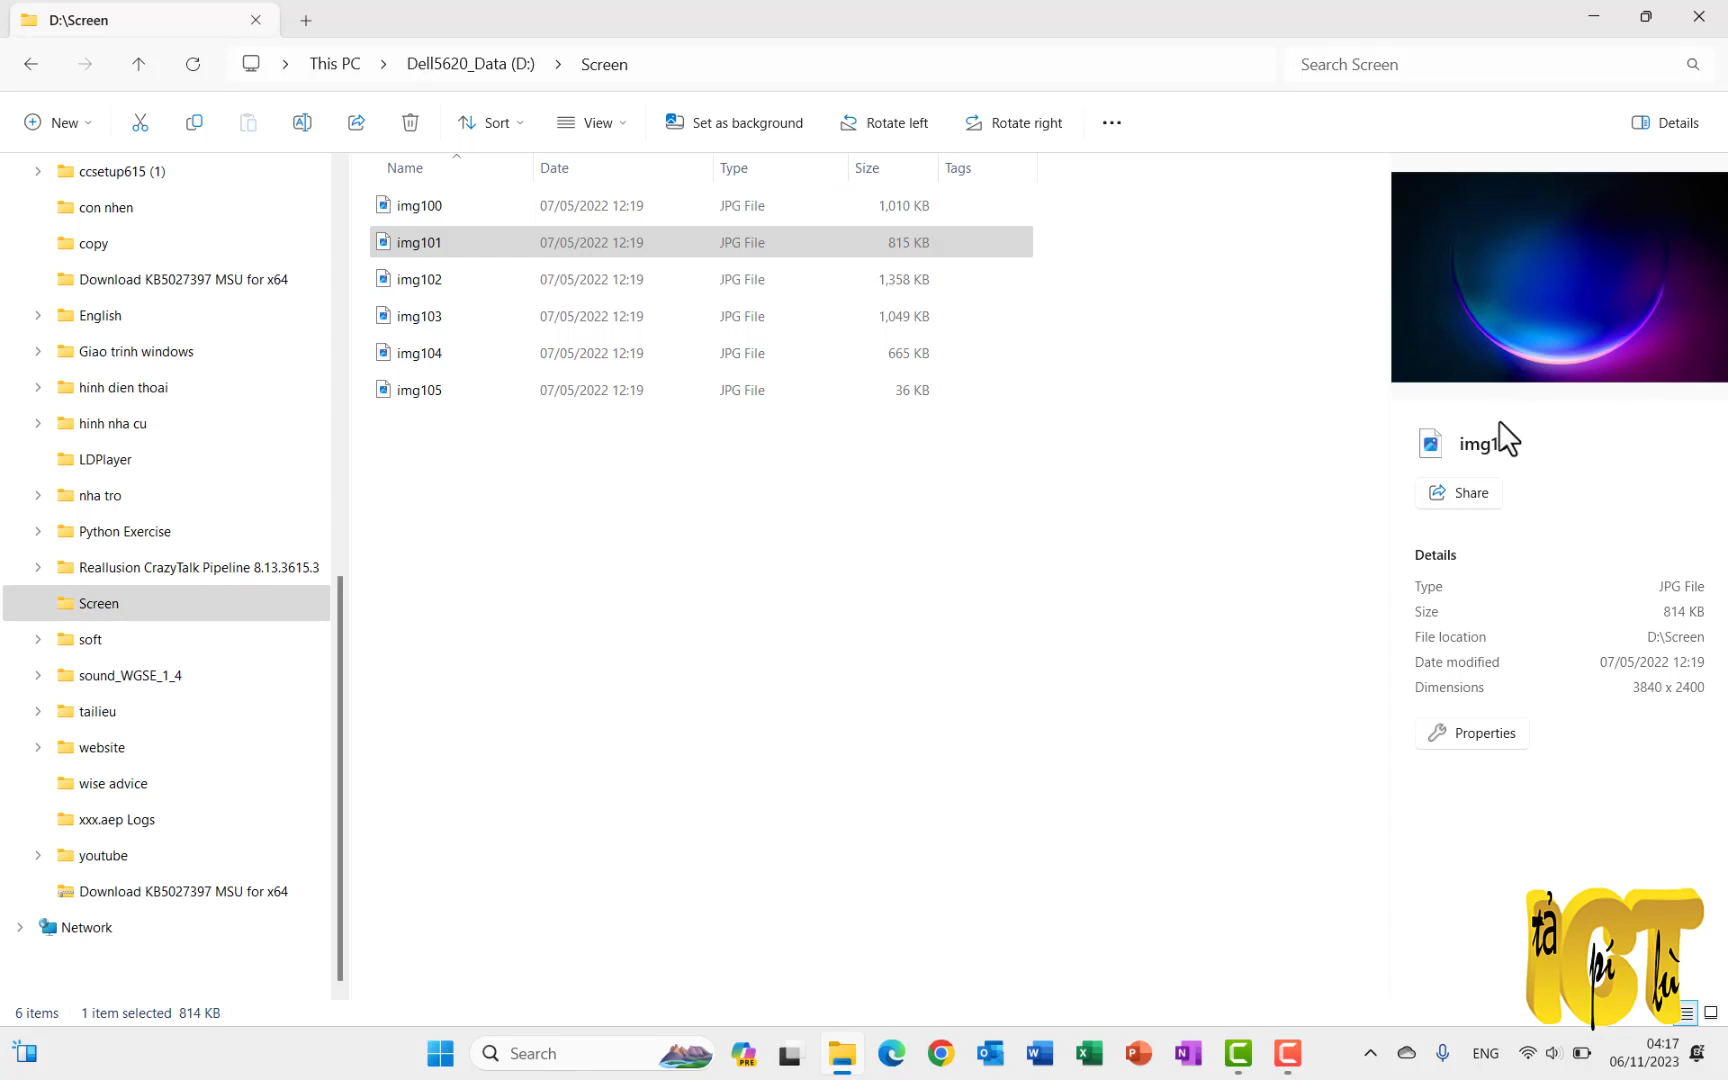 D:\Screen
This PC
Dell5620_Data (D:)
Screen
Search Screen
New
Sort
View
Set as background
Rotate left
Rotate right
Details
ccsetup615 (1)
con nhen
copy
Download KB5027397 MSU for x64
English
Giao trinh windows
hinh dien thoai
hinh nha cu
LDPlayer
nha tro
Python Exercise
Reallusion CrazyTalk Pipeline 8.13.3615.3
Screen
soft
sound_WGSE_1_4
tailieu
website
wise advice
xxx.aep Logs
youtube
Download KB5027397 MSU for x64
Network
Name Date Type Size Tags
img100 07/05/2022 12:19 JPG File 1,010 KB
img101 07/05/2022 12:19 JPG File 815 KB
img102 07/05/2022 12:19 JPG File 1,358 KB
img103 07/05/2022 12:19 JPG File 1,049 KB
img104 07/05/2022 12:19 JPG File 665 KB
img105 07/05/2022 12:19 JPG File 36 KB
Share
Details
Type JPG File
Size 814 KB
File location D:\Screen
Date modified 07/05/2022 12:19
Dimensions 3840 x 2400
Properties
ICT
tả pí lù
6 items 1 item selected 814 KB
Search
PRE
ENG
04:17
06/11/2023